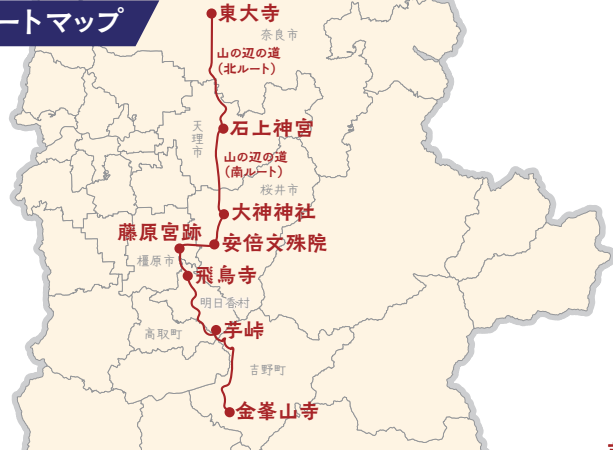 ートマップ
東大寺
奈良市
山の辺の道
(北ルート)
天理市
石上神宮
山の辺の道
(南ルート)
桜井市
大神神社
藤原宮跡
安倍文殊院
橿原市
飛鳥寺
明日香村
高取町
芋峠
吉野町
金峯山寺